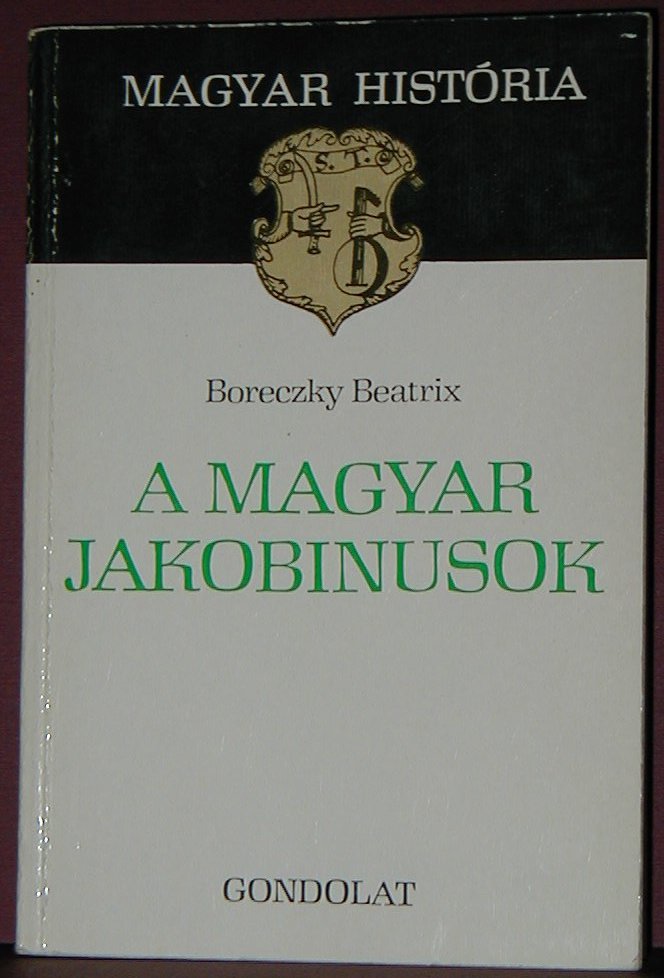 MAGYAR HISTÓRIA
S. T.
Boreczky Beatrix
A MAGYAR
JAKOBINUSOK
GONDOLAT